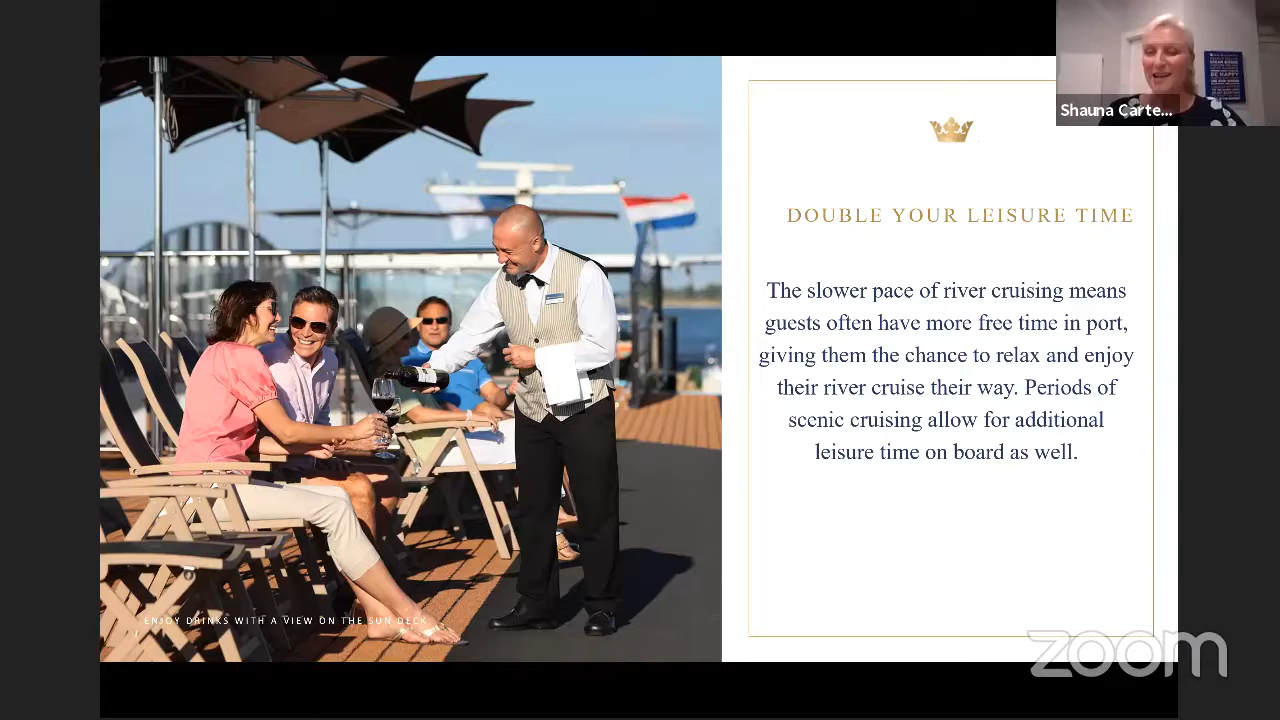 Shauna Carte...
DOUBLE YOUR LEISURE TIME
The slower pace of river cruising means
guests often have more free time in port,
giving them the chance to relax and enjoy
their river cruise their way. Periods of
scenic cruising allow for additional
leisure time on board as well.
ENJOY DRINKS WITH A VIEW ON THE SUN DECK
zoom
BE HAPPY